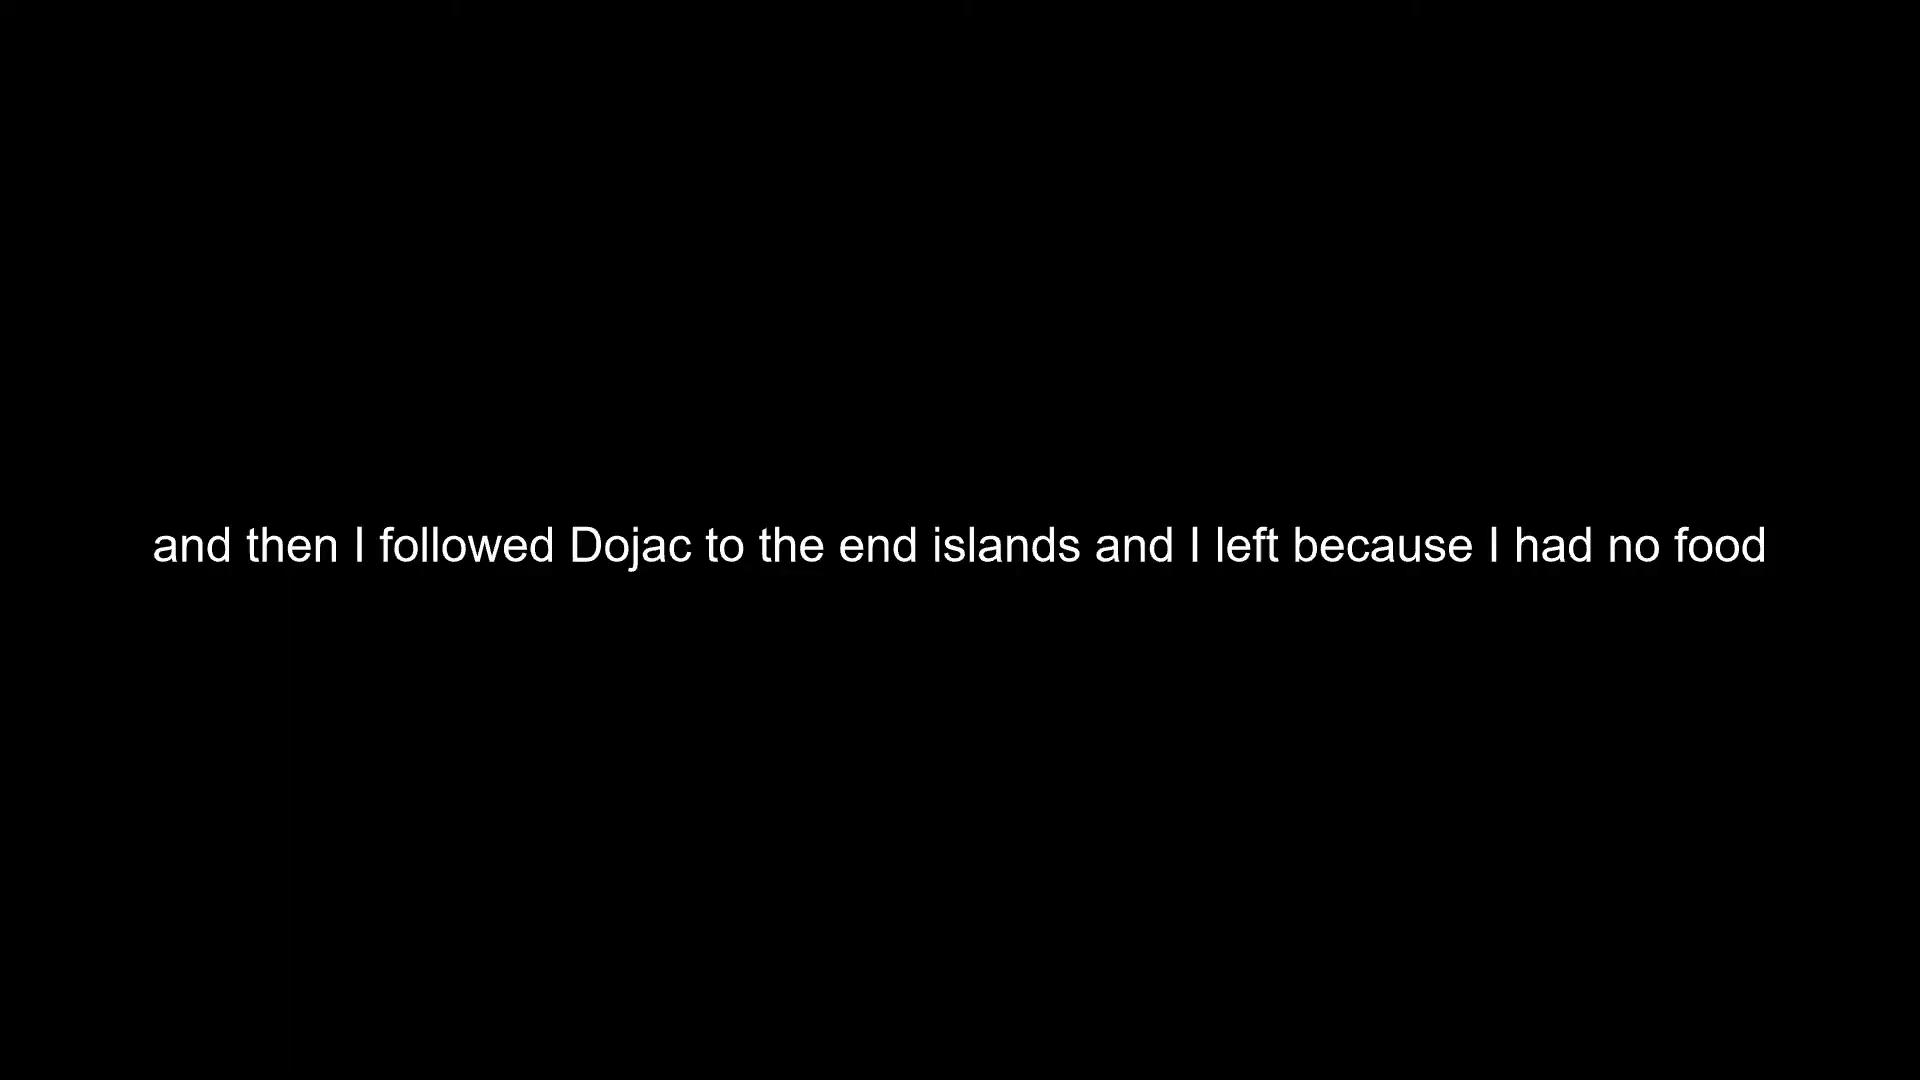 and then I followed Dojac to the end islands and I left because I had no food